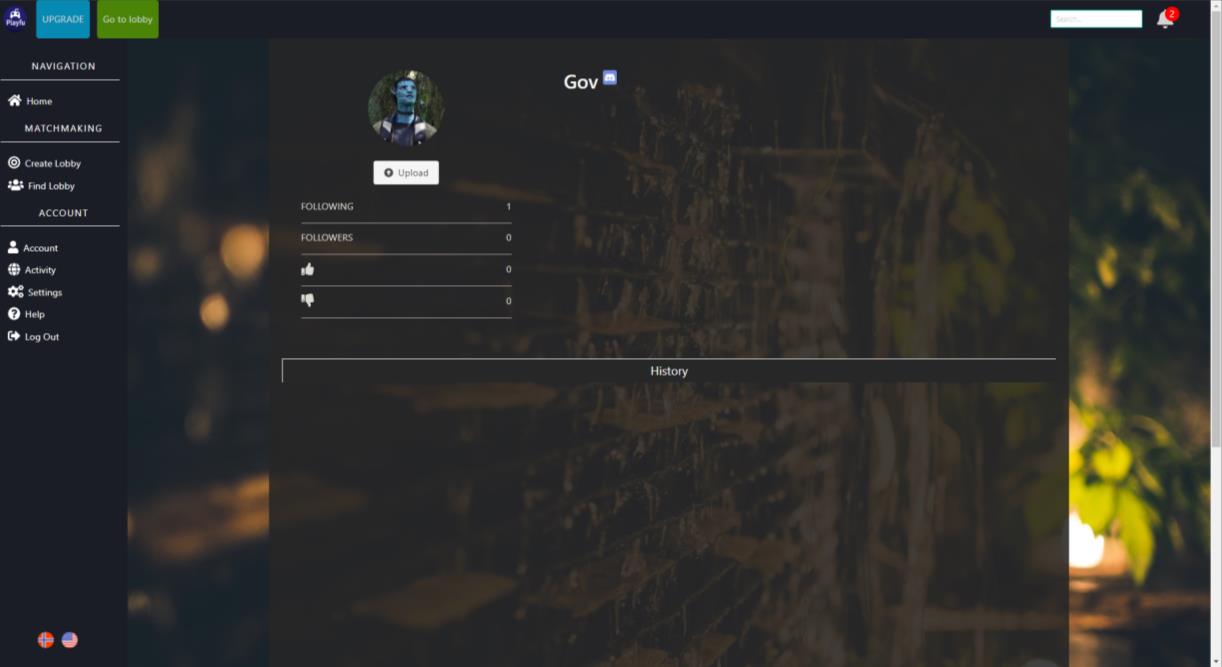 Playfu
UPGRADE
Go to lobby
Search...
2
NAVIGATION
Home
MATCHMAKING
Create Lobby
Find Lobby
ACCOUNT
Account
Activity
Settings
Help
Log Out
Gov
Upload
FOLLOWING 1
FOLLOWERS 0
0
0
History